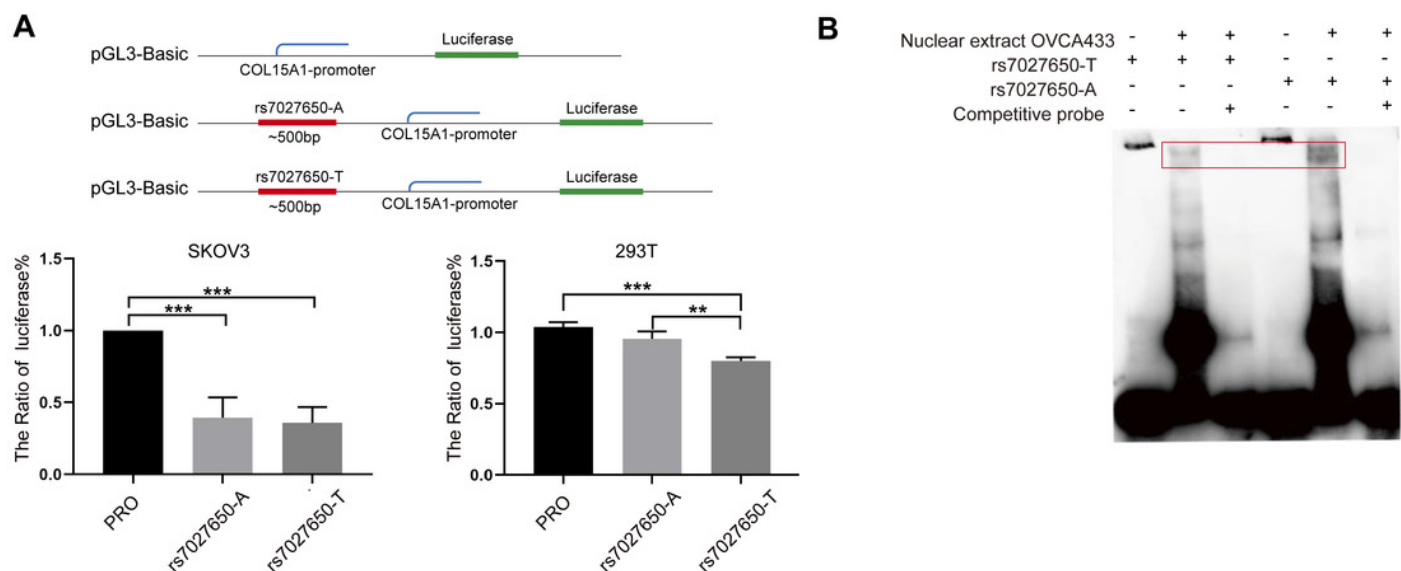 A
pGL3-Basic
Luciferase
COL15A1-promoter
pGL3-Basic
rs7027650-A
~500bp
COL15A1-promoter
Luciferase
pGL3-Basic
rs7027650-T
~500bp
COL15A1-promoter
Luciferase
SKOV3
The Ratio of luciferase%
1.5
1.0
0.5
0.0
***
***
PRO
rs7027650-A
rs7027650-T
293T
The Ratio of luciferase%
1.5
1.0
0.5
0.0
***
**
PRO
rs7027650-A
rs7027650-T
B
Nuclear extract OVCA433 - + + - + +
rs7027650-T + + + - - -
rs7027650-A - - - + + +
Competitive probe - - + - - +